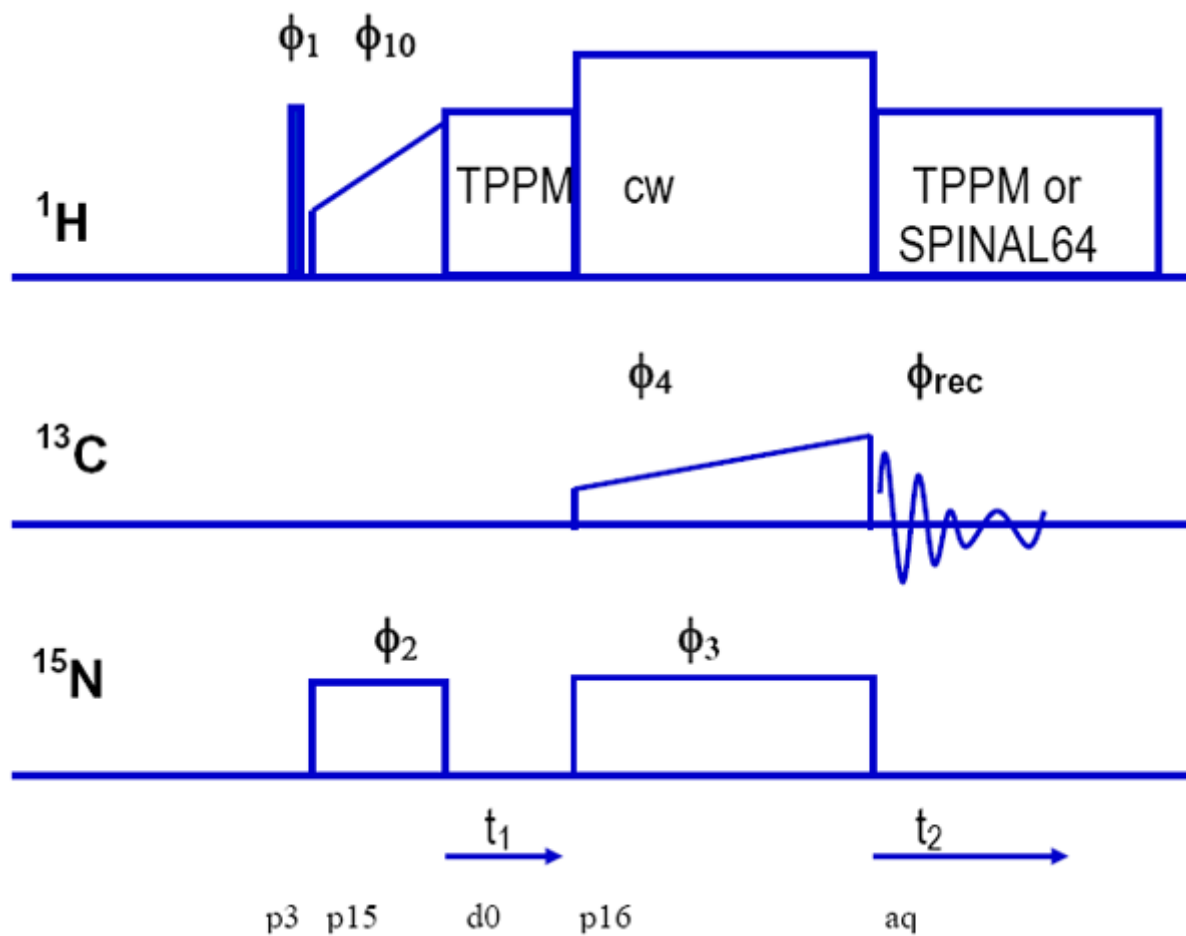 ϕ1 ϕ10
1H
TPPM
cw
TPPM or
SPINAL64
ϕ4 ϕrec
13C
ϕ2 ϕ3
15N
t1 t2
p3 p15 d0 p16 aq